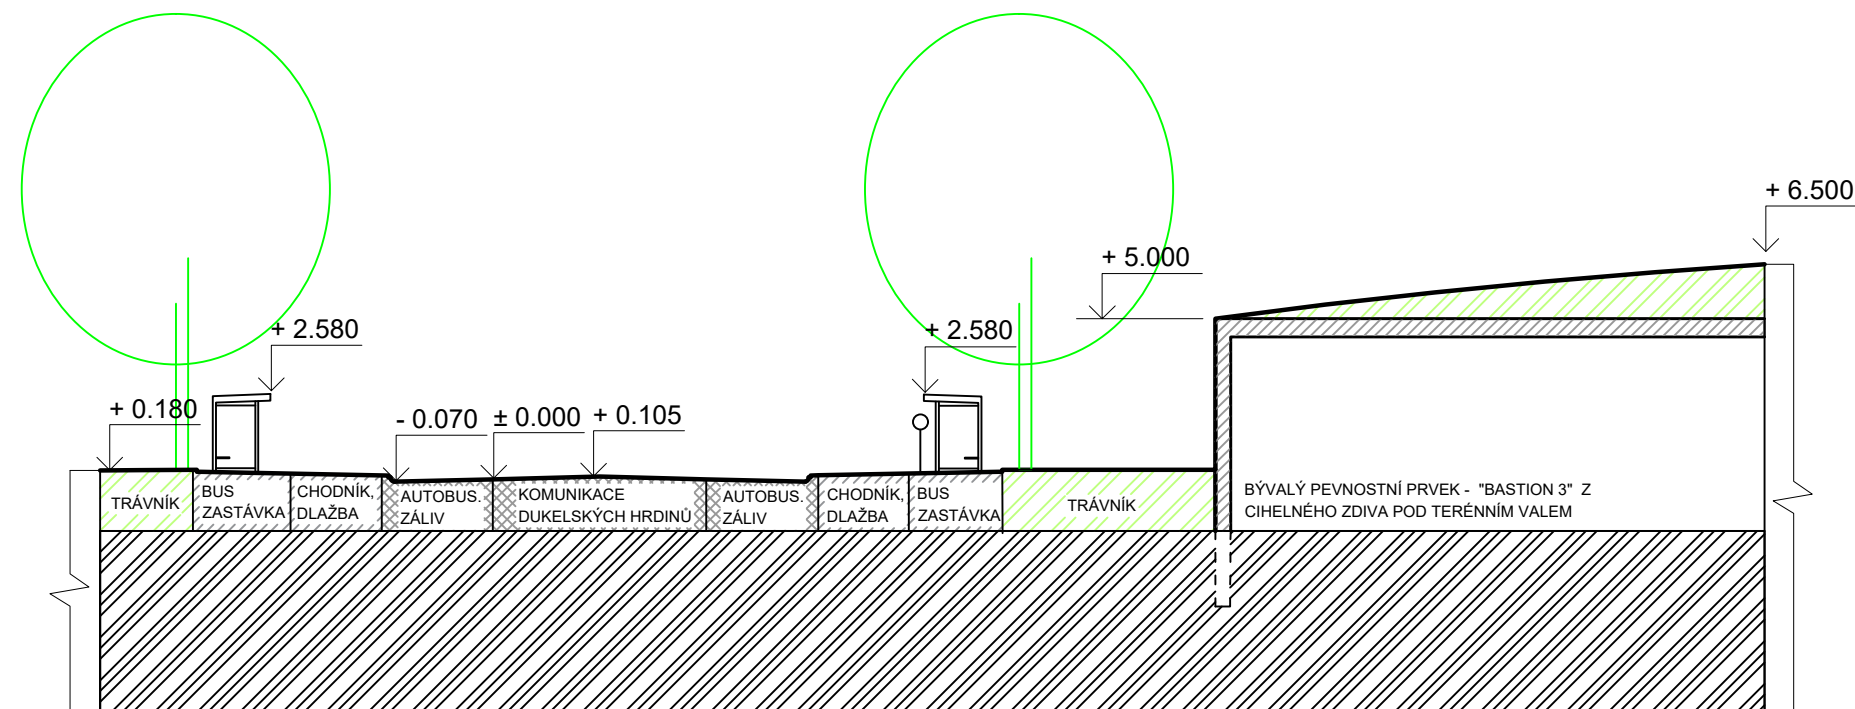 + 6.500
+ 5.000
+ 2.580
+ 2.580
+ 0.180
- 0.070
± 0.000
+ 0.105
TRÁVNÍK
BUS
ZASTÁVKA
CHODNÍK,
DLAŽBA
AUTOBUS.
ZÁLIV
KOMUNIKACE
DUKELSKÝCH HRDINŮ
AUTOBUS.
ZÁLIV
CHODNÍK,
DLAŽBA
BUS
ZASTÁVKA
TRÁVNÍK
BÝVALÝ PEVNOSTNÍ PRVEK - "BASTION 3" Z
CIHELNÉHO ZDIVA POD TERÉNNÍM VALEM